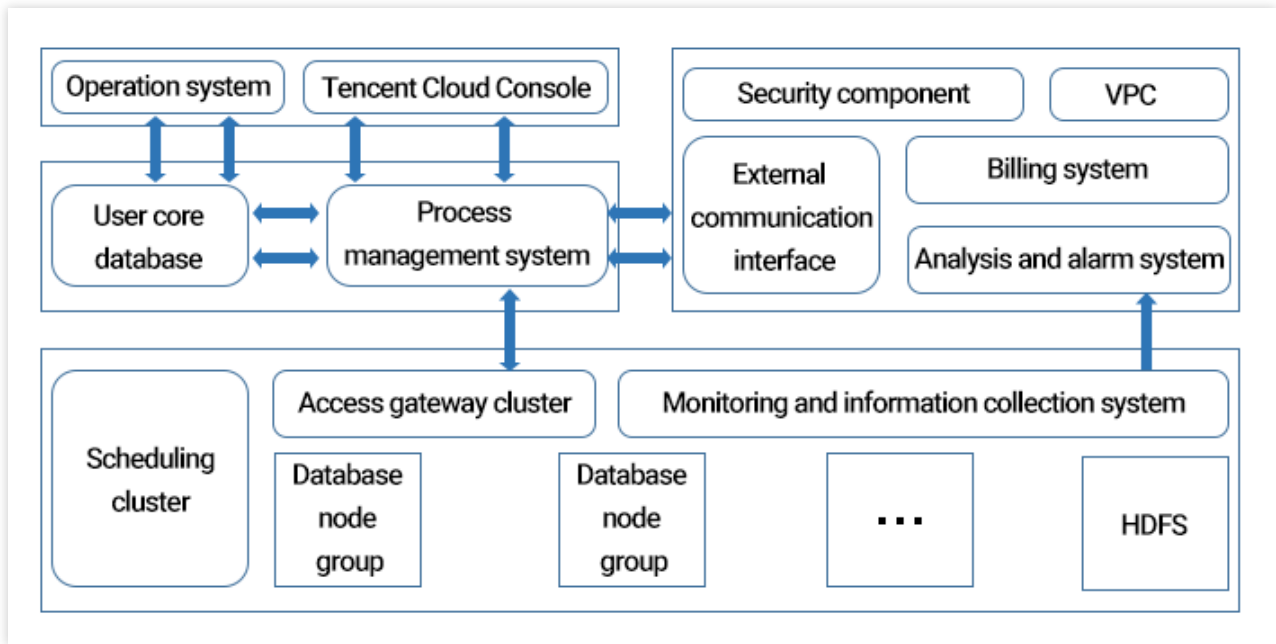 Operation system
Tencent Cloud Console
Security component
VPC
User core
database
Process
management system
External
communication
interface
Billing system
Analysis and alarm system
Scheduling
cluster
Access gateway cluster
Monitoring and information collection system
Database
node
group
Database
node
group
...
HDFS